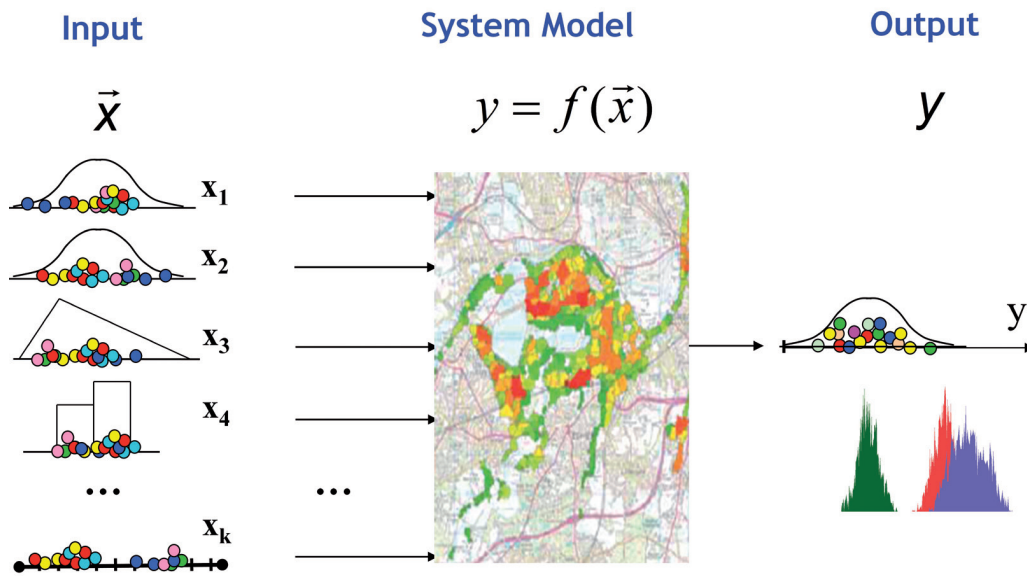 Input
System Model
Output
x⃗
y = f(x⃗)
y
x₁
x₂
x₃
y
x₄
...
...
xₖ